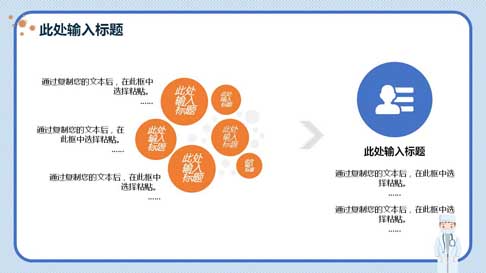 此处输入标题
通过复制您的文本后，在此框中
选择粘贴。
……
通过复制您的文本后，在
此框中选择粘贴。
……
通过复制您的文本后，在此框中
选择粘贴。
……
此处
输入
标题
此处
输入
标题
此处
输入
标题
此处
输入
标题
此处
输入
标题
此处
输入
标题
此处输入标题
通过复制您的文本后，在此框中选
择粘贴。
……
通过复制您的文本后，在此框中选
择粘贴。
……